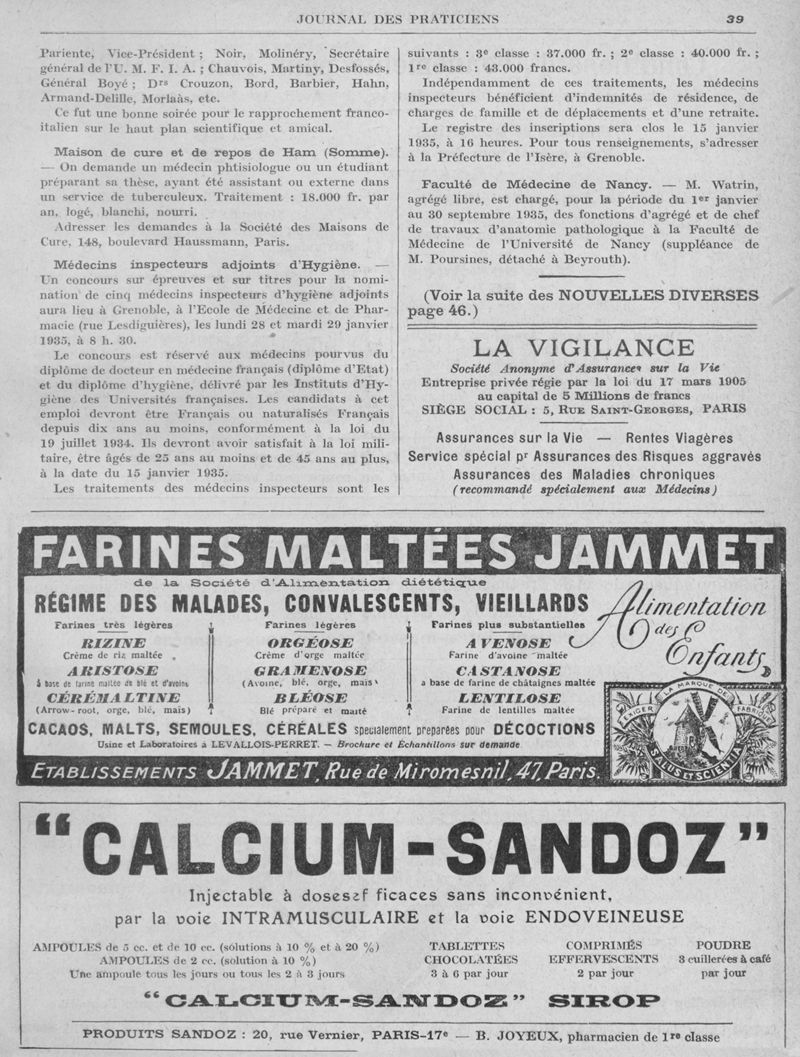 JOURNAL DES PRATICIENS
39
Pariente, Vice-Président ; Noir, Molinéry, Secrétaire
général de l'U. M. F. I. A. ; Chauvois, Martiny, Desfossés,
Général Boyé ; Drs Crouzon, Bord, Barbier, Hahn,
Armand-Delille, Morlaàs, etc.
Ce fut une bonne soirée pour le rapprochement franco-
italien sur le haut plan scientifique et amical.
Maison de cure et de repos de Ham (Somme).
— On demande un médecin phtisiologue ou un étudiant
préparant sa thèse, ayant été assistant ou externe dans
un service de tuberculeux. Traitement : 18.000 fr. par
an, logé, blanchi, nourri.
Adresser les demandes à la Société des Maisons de
Cure, 148, boulevard Haussmann, Paris.
Médecins inspecteurs adjoints d'Hygiène. —
Un concours sur épreuves et sur titres pour la nomi-
nation de cinq médecins inspecteurs d'hygiène adjoints
aura lieu à Grenoble, à l'Ecole de Médecine et de Phar-
macie (rue Lesdiguières), les lundi 28 et mardi 29 janvier
1935, à 8 h. 30.
Le concours est réservé aux médecins pourvus du
diplôme de docteur en médecine français (diplôme d'Etat)
et du diplôme d'hygiène, délivré par les Instituts d'Hy-
giène des Universités françaises. Les candidats à cet
emploi devront être Français ou naturalisés Français
depuis dix ans au moins, conformément à la loi du
19 juillet 1934. Ils devront avoir satisfait à la loi mili-
taire, être âgés de 25 ans au moins et de 45 ans au plus,
à la date du 15 janvier 1935.
Les traitements des médecins inspecteurs sont les
suivants : 3e classe : 37.000 fr. ; 2e classe : 40.000 fr. ;
1re classe : 43.000 francs.
Indépendamment de ces traitements, les médecins
inspecteurs bénéficient d'indemnités de résidence, de
charges de famille et de déplacements et d'une retraite.
Le registre des inscriptions sera clos le 15 janvier
1935, à 16 heures. Pour tous renseignements, s'adresser
à la Préfecture de l'Isère, à Grenoble.
Faculté de Médecine de Nancy. — M. Watrin,
agrégé libre, est chargé, pour la période du 1er janvier
au 30 septembre 1935, des fonctions d'agrégé et de chef
de travaux d'anatomie pathologique à la Faculté de
Médecine de l'Université de Nancy (suppléance de
M. Poursines, détaché à Beyrouth).
(Voir la suite des NOUVELLES DIVERSES
page 46.)
LA VIGILANCE
Société Anonyme d'Assurances sur la Vie
Entreprise privée régie par la loi du 17 mars 1905
au capital de 5 Millions de francs
SIÈGE SOCIAL : 5, RUE SAINT-GEORGES, PARIS
Assurances sur la Vie — Rentes Viagères
Service spécial pr Assurances des Risques aggravés
Assurances des Maladies chroniques
(recommandé spécialement aux Médecins)
FARINES MALTÉES JAMMET
de la Société d'Alimentation diététique
RÉGIME DES MALADES, CONVALESCENTS, VIEILLARDS
Alimentation
des
Enfants
Farines très légères
RIZINE
Crème de riz maltée
ARISTOSE
à base de farine maltée de blé et d'avoine
CÉRÉMALTINE
(Arrow-root, orge, blé, maïs)
Farines légères
ORGÉOSE
Crème d'orge maltée
GRAMENOSE
(Avoine, blé, orge, maïs)
BLÉOSE
Blé préparé et malté
Farines plus substantielles
AVENOSE
Farine d'avoine maltée
CASTANOSE
a base de farine de châtaignes maltée
LENTILOSE
Farine de lentilles maltée
CACAOS, MALTS, SEMOULES, CÉRÉALES spécialement préparées pour DÉCOCTIONS
Usine et Laboratoires à LEVALLOIS-PERRET. — Brochure et Échantillons sur demande
ETABLISSEMENTS JAMMET, Rue de Miromesnil, 47, Paris.
EXIGER LA MARQUE DE FABRIQUE
SALUS ET SCIENTIA
"CALCIUM-SANDOZ"
Injectable à dosesef ficaces sans inconvénient,
par la voie INTRAMUSCULAIRE et la voie ENDOVEINEUSE
AMPOULES de 5 cc. et de 10 cc. (solutions à 10 % et à 20 %)
AMPOULES de 2 cc. (solution à 10 %)
Une ampoule tous les jours ou tous les 2 à 3 jours
TABLETTES
CHOCOLATÉES
3 à 6 par jour
COMPRIMÉS
EFFERVESCENTS
2 par jour
POUDRE
3 cuillerées à café
par jour
"CALCIUM-SANDOZ" SIROP
PRODUITS SANDOZ : 20, rue Vernier, PARIS-17e — B. JOYEUX, pharmacien de 1re classe